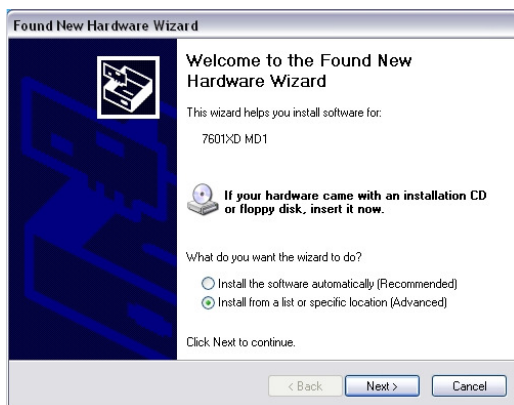 Found New Hardware Wizard
Welcome to the Found New
Hardware Wizard
This wizard helps you install software for:
7601XD MD1
If your hardware came with an installation CD
or floppy disk, insert it now.
What do you want the wizard to do?
Install the software automatically (Recommended)
Install from a list or specific location (Advanced)
Click Next to continue.
< Back
Next >
Cancel